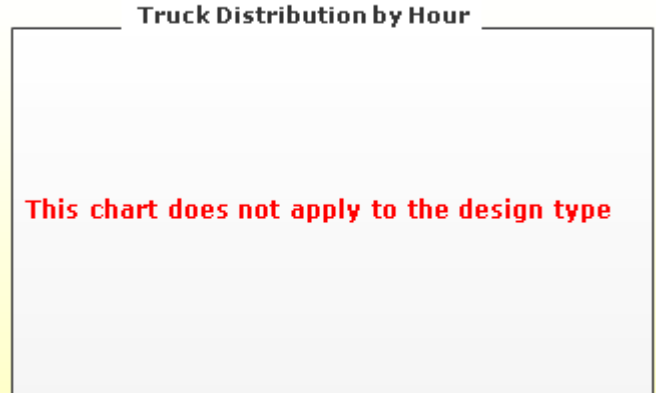 Truck Distribution by Hour
This chart does not apply to the design type